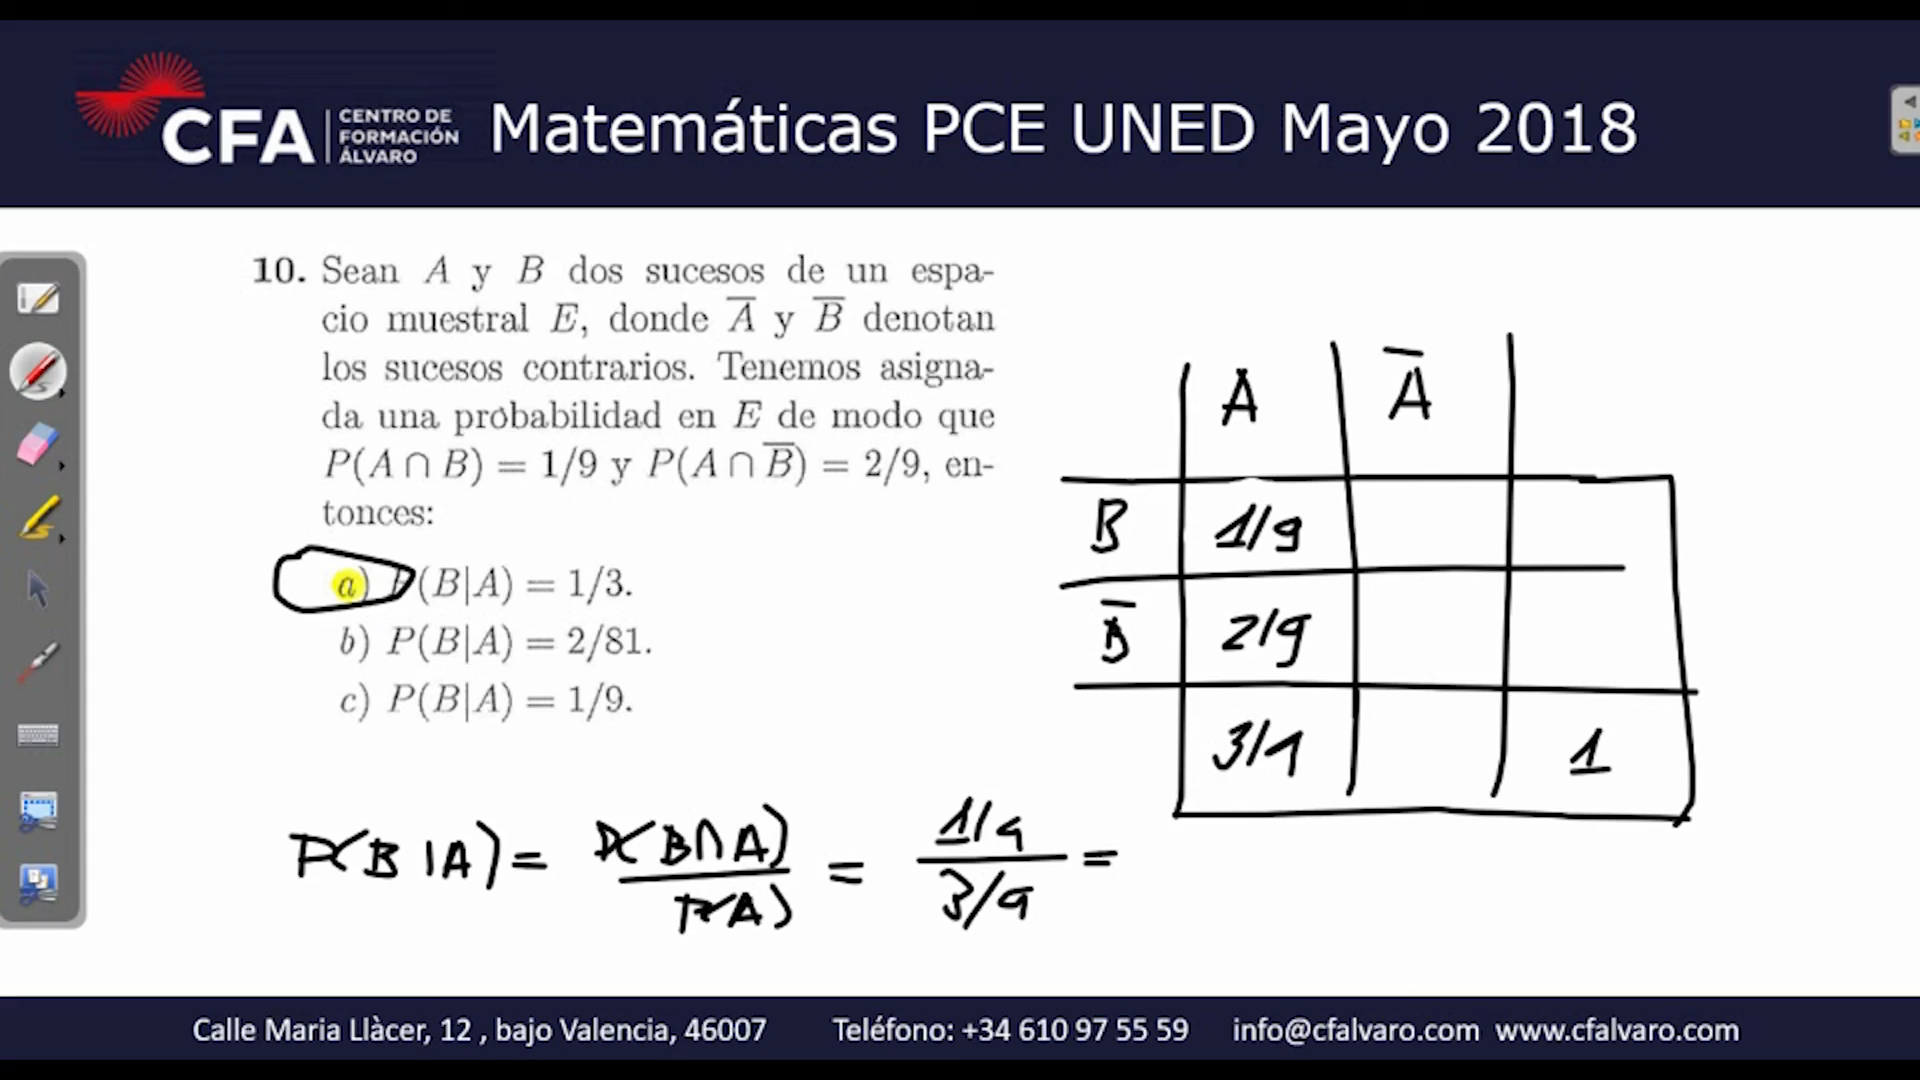 CFA
CENTRO DE
FORMACIÓN
ÁLVARO
Matemáticas PCE UNED Mayo 2018
10. Sean A y B dos sucesos de un espa-
cio muestral E, donde A̅ y B̅ denotan
los sucesos contrarios. Tenemos asigna-
da una probabilidad en E de modo que
P(A ∩ B) = 1/9 y P(A ∩ B̅) = 2/9, en-
tonces:
a) P(B|A) = 1/3.
b) P(B|A) = 2/81.
c) P(B|A) = 1/9.
A A̅
B 1/9
B̅ 2/9
3/1 1
P(B|A) = P(B∩A) / P(A) = 1/9 / 3/9 =
Calle Maria Llàcer, 12 , bajo Valencia, 46007 Teléfono: +34 610 97 55 59 info@cfalvaro.com www.cfalvaro.com